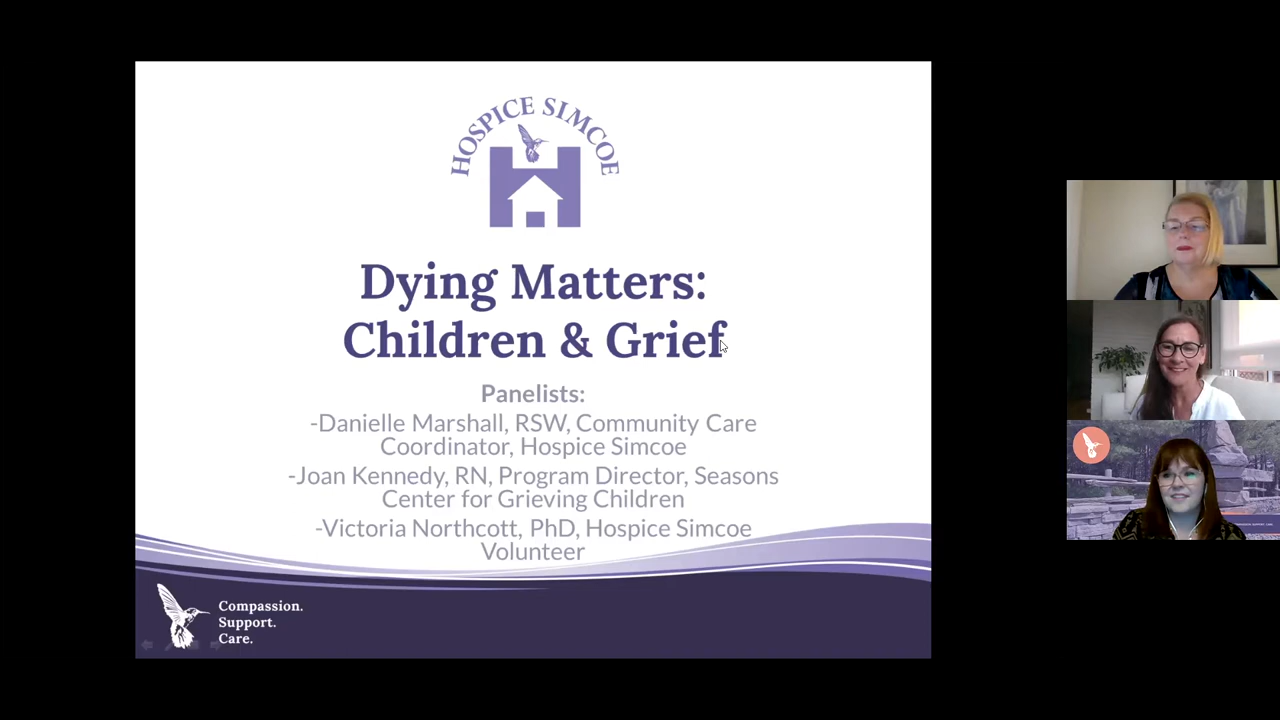 HOSPICE SIMCOE
Dying Matters:
Children & Grief
Panelists:
-Danielle Marshall, RSW, Community Care
Coordinator, Hospice Simcoe
-Joan Kennedy, RN, Program Director, Seasons
Center for Grieving Children
-Victoria Northcott, PhD, Hospice Simcoe
Volunteer
Compassion.
Support.
Care.